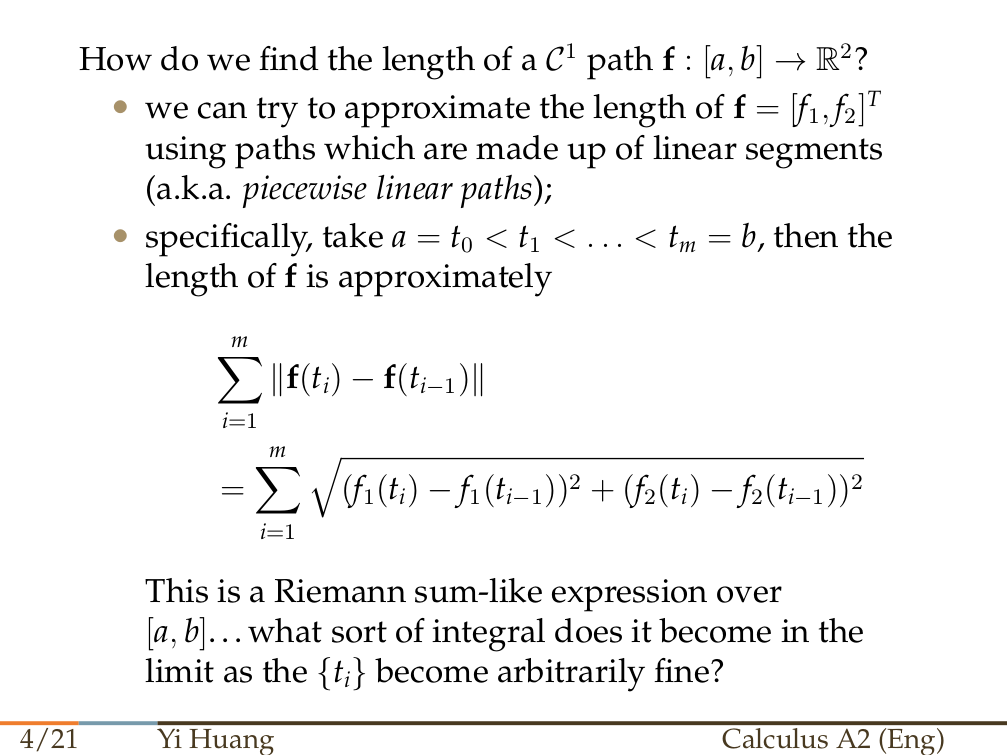 How do we find the length of a 𝒞¹ path f : [a, b] → ℝ²?
• we can try to approximate the length of f = [f₁, f₂]ᵀ
using paths which are made up of linear segments
(a.k.a. piecewise linear paths);
• specifically, take a = t₀ < t₁ < . . . < tₘ = b, then the
length of f is approximately
∑_{i=1}^{m} ‖f(tᵢ) − f(tᵢ₋₁)‖
= ∑_{i=1}^{m} √((f₁(tᵢ) − f₁(tᵢ₋₁))² + (f₂(tᵢ) − f₂(tᵢ₋₁))²)
This is a Riemann sum-like expression over
[a, b]. . . what sort of integral does it become in the
limit as the {tᵢ} become arbitrarily fine?
4/21 Yi Huang Calculus A2 (Eng)